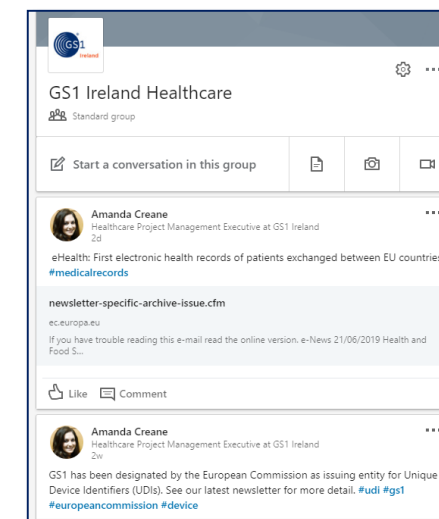 GS1
Ireland
GS1 Ireland Healthcare
Standard group
Start a conversation in this group
Amanda Creane
Healthcare Project Management Executive at GS1 Ireland
2d
eHealth: First electronic health records of patients exchanged between EU countries
#medicalrecords
newsletter-specific-archive-issue.cfm
ec.europa.eu
If you have trouble reading this e-mail read the online version. e-News 21/06/2019 Health and
Food S...
Like Comment
Amanda Creane
Healthcare Project Management Executive at GS1 Ireland
2w
GS1 has been designated by the European Commission as issuing entity for Unique
Device Identifiers (UDIs). See our latest newsletter for more detail. #udi #gs1
#europeancommission #device